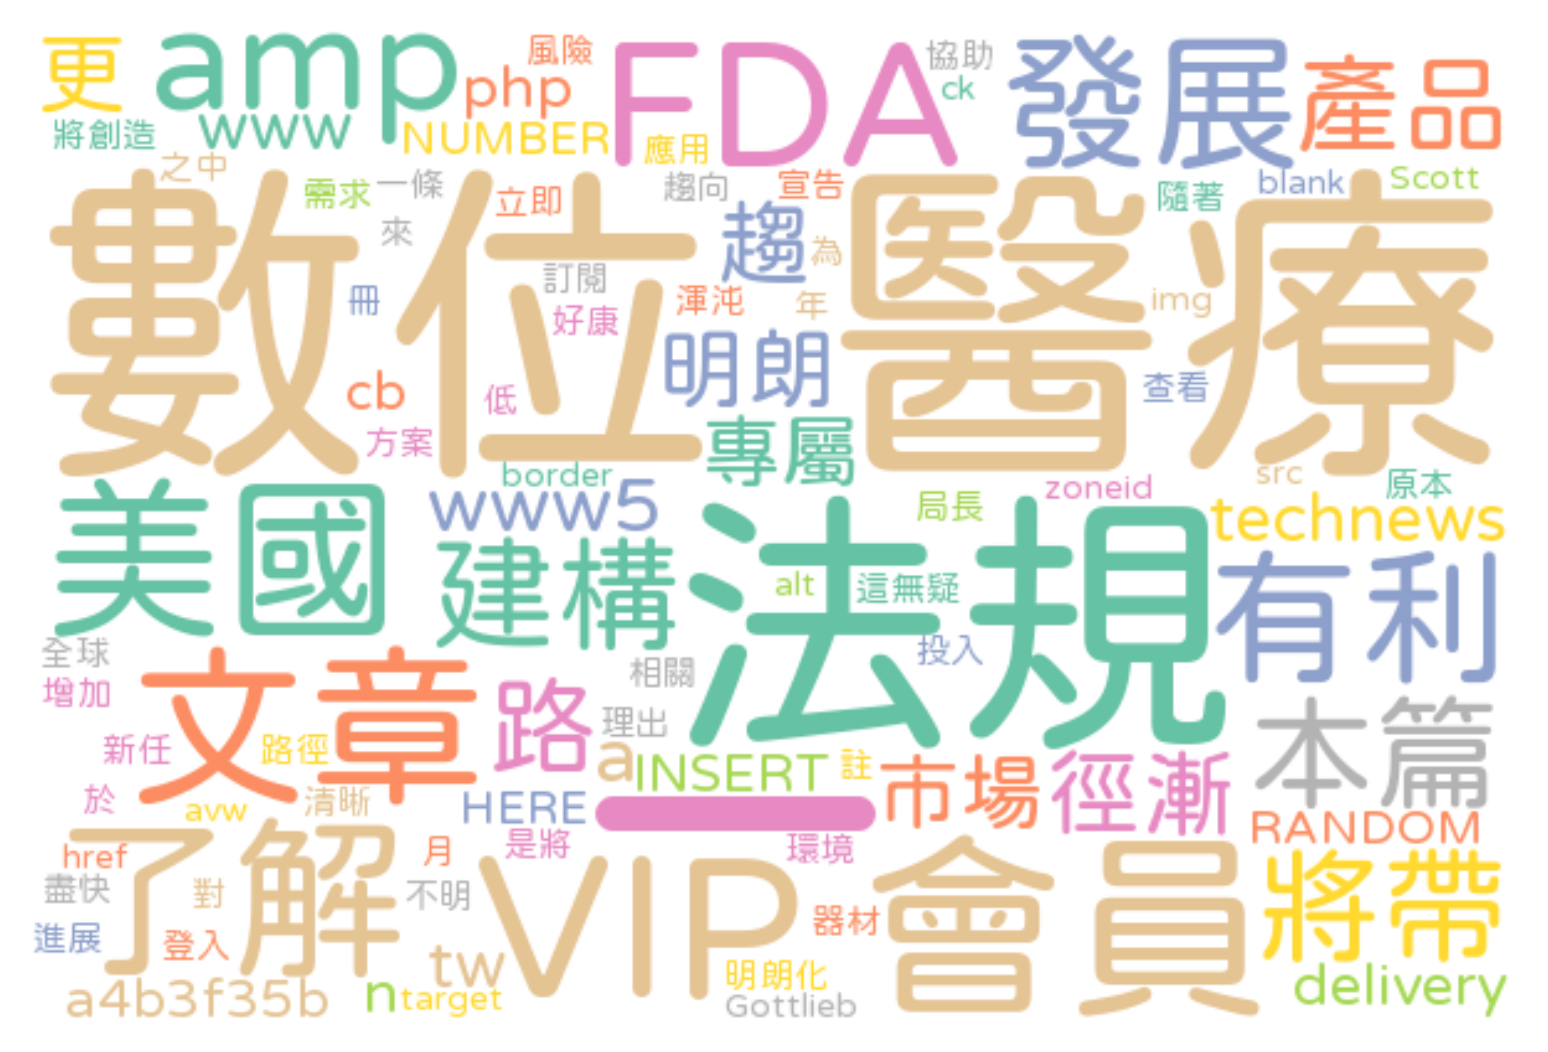 更
amp
php
風險
FDA
協助
ck
發展
產品
將創造
www
NUMBER
應用
之中
需求
一條
立即
趨向
宣告
隨著
blank
Scott
數位
醫療
來
趨
為
訂閱
冊
好康
渾沌
年
img
明朗
cb
低
查看
方案
專屬
border
src
原本
美國
www5
局長
zoneid
technews
建構
法規
alt
這無疑
有利
全球
投入
相關
增加
文章
路
理出
本篇
新任
路徑
a
INSERT
註
市場
徑漸
於
avw
清晰
HERE
_
RANDOM
了解
href
月
是將
環境
VIP
會員
將帶
盡快
對
不明
器材
進展
登入
tw
明朗化
delivery
a4b3f35b
n
target
Gottlieb